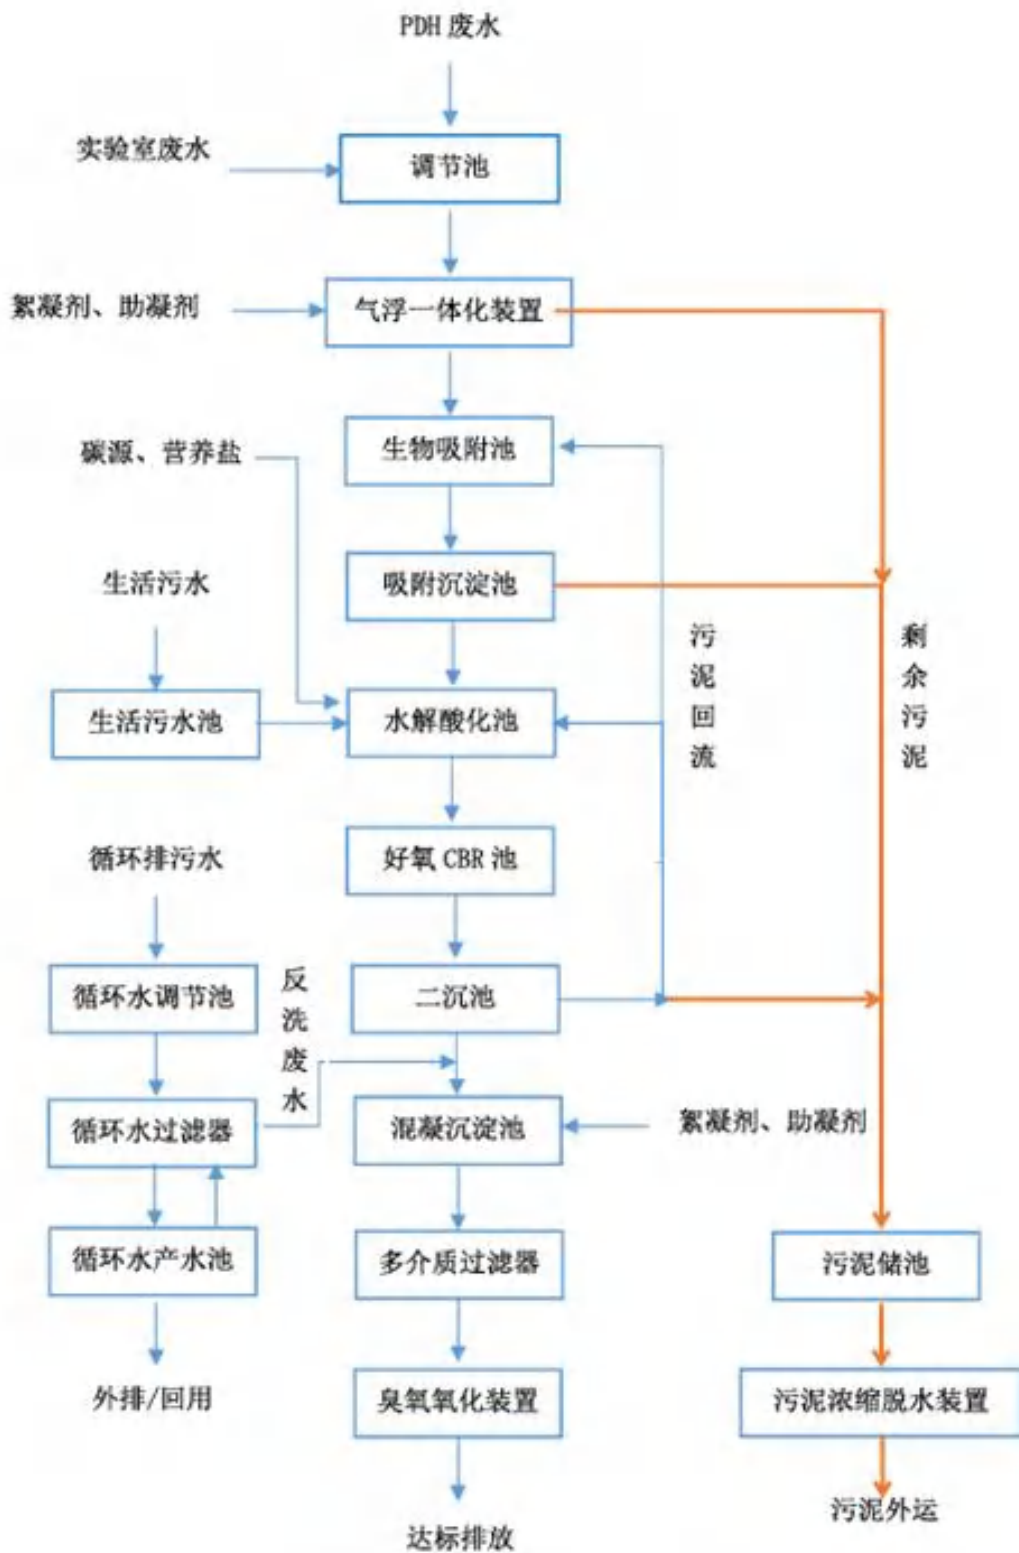 PDH 废水
实验室废水
调节池
絮凝剂、助凝剂
气浮一体化装置
碳源、营养盐
生物吸附池
生活污水
吸附沉淀池
污泥回流
剩余污泥
生活污水池
水解酸化池
循环排污水
好氧 CBR 池
循环水调节池
反洗废水
二沉池
循环水过滤器
混凝沉淀池
絮凝剂、助凝剂
循环水产水池
多介质过滤器
污泥储池
外排/回用
臭氧氧化装置
污泥浓缩脱水装置
达标排放
污泥外运